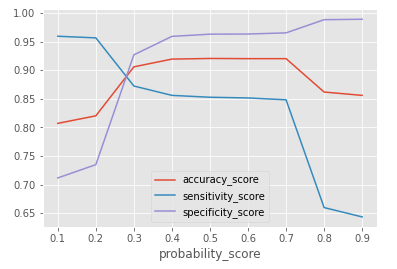 1.00
0.95
0.90
0.85
0.80
0.75
0.70
0.65
accuracy_score
sensitivity_score
specificity_score
0.1 0.2 0.3 0.4 0.5 0.6 0.7 0.8 0.9
probability_score